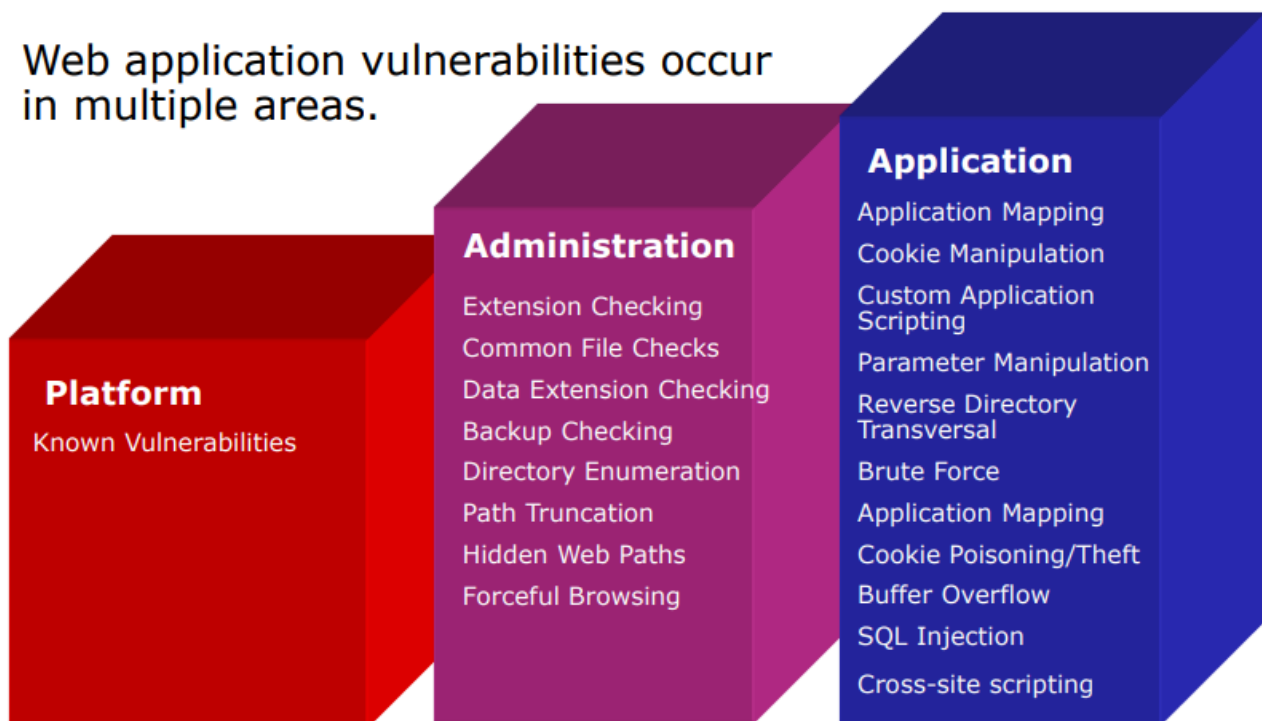 Web application vulnerabilities occur
in multiple areas.
Platform
Known Vulnerabilities
Administration
Extension Checking
Common File Checks
Data Extension Checking
Backup Checking
Directory Enumeration
Path Truncation
Hidden Web Paths
Forceful Browsing
Application
Application Mapping
Cookie Manipulation
Custom Application
Scripting
Parameter Manipulation
Reverse Directory
Transversal
Brute Force
Application Mapping
Cookie Poisoning/Theft
Buffer Overflow
SQL Injection
Cross-site scripting